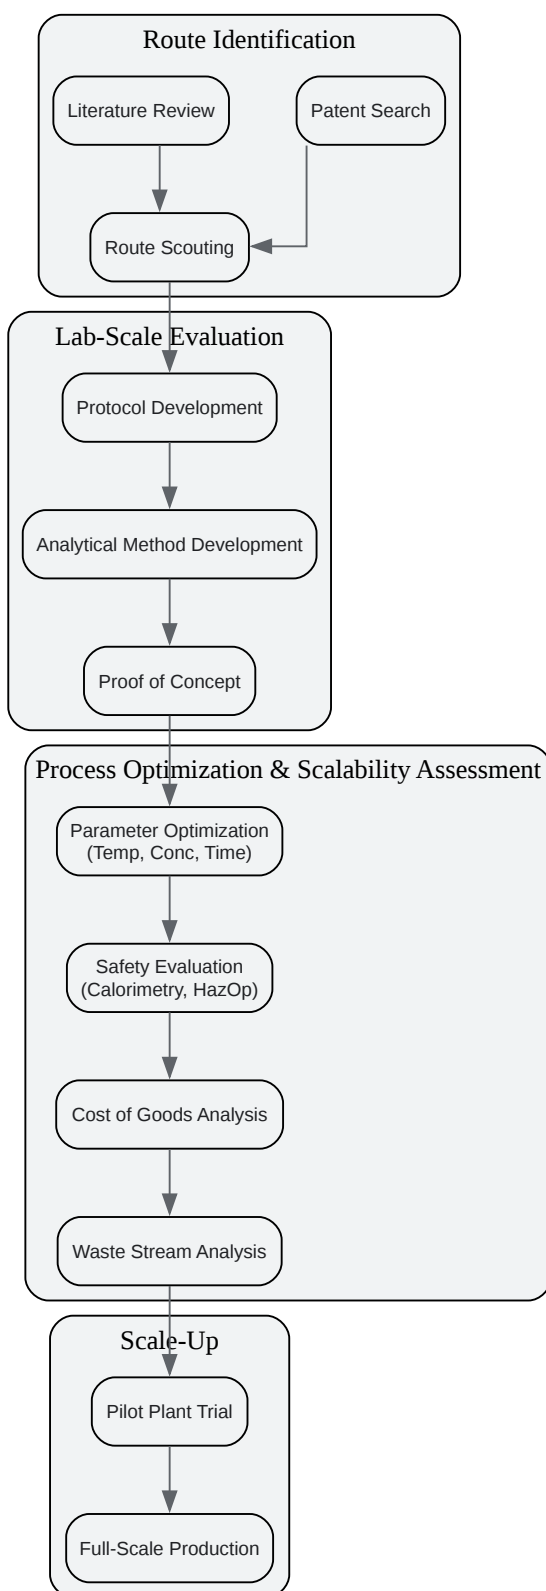 Route Identification
Literature Review
Patent Search
Route Scouting
Lab-Scale Evaluation
Protocol Development
Analytical Method Development
Proof of Concept
Process Optimization & Scalability Assessment
Parameter Optimization
(Temp, Conc, Time)
Safety Evaluation
(Calorimetry, HazOp)
Cost of Goods Analysis
Waste Stream Analysis
Scale-Up
Pilot Plant Trial
Full-Scale Production